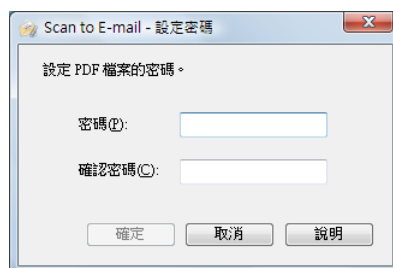 Scan to E-mail - 設定密碼
設定 PDF 檔案的密碼。
密碼(P):
確認密碼(C):
確定 取消 說明